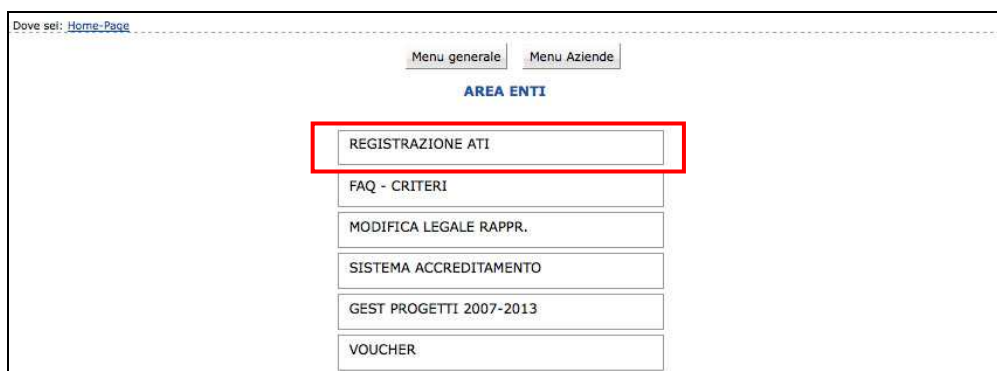 Dove sei: Home-Page
Menu generale Menu Aziende
AREA ENTI
REGISTRAZIONE ATI
FAQ - CRITERI
MODIFICA LEGALE RAPPR.
SISTEMA ACCREDITAMENTO
GEST PROGETTI 2007-2013
VOUCHER